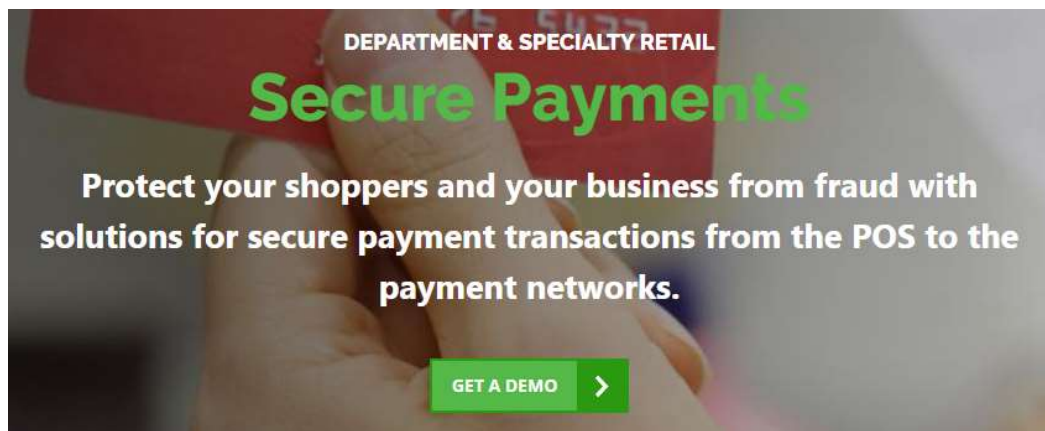 DEPARTMENT & SPECIALTY RETAIL
Secure Payments
Protect your shoppers and your business from fraud with
solutions for secure payment transactions from the POS to the
payment networks.
GET A DEMO